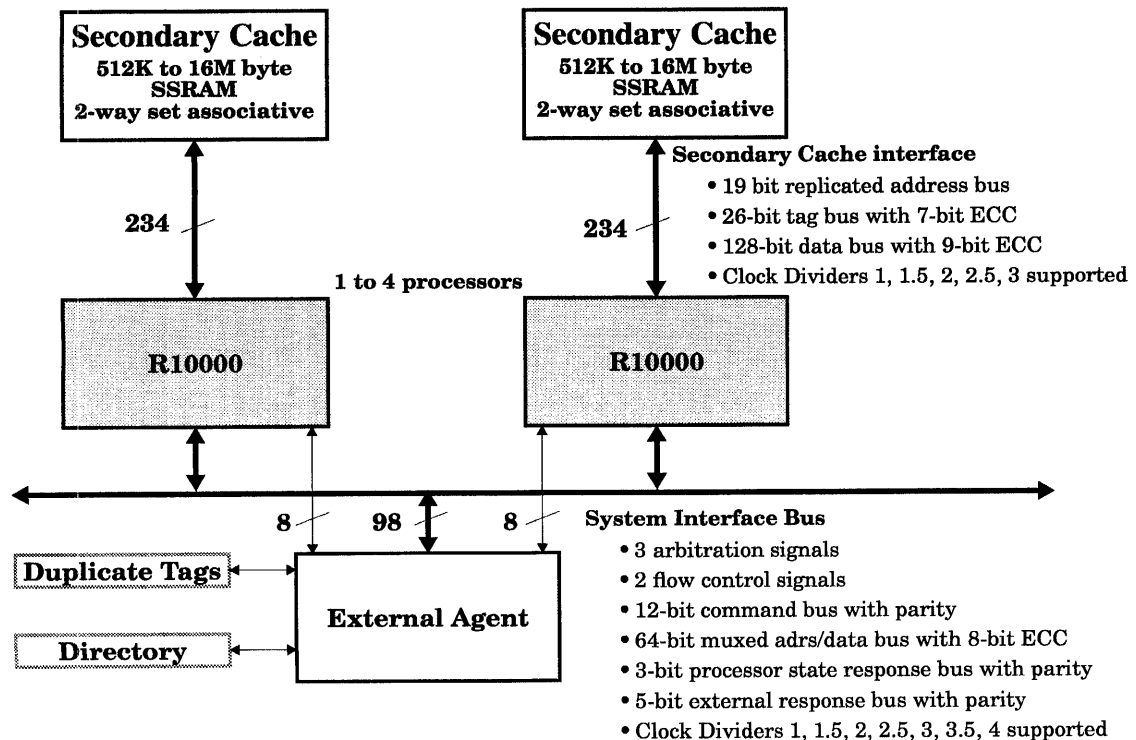 Secondary Cache
512K to 16M byte
SSRAM
2-way set associative
Secondary Cache
512K to 16M byte
SSRAM
2-way set associative
Secondary Cache interface
• 19 bit replicated address bus
• 26-bit tag bus with 7-bit ECC
• 128-bit data bus with 9-bit ECC
• Clock Dividers 1, 1.5, 2, 2.5, 3 supported
234
234
1 to 4 processors
R10000
R10000
8
98
8
System Interface Bus
• 3 arbitration signals
• 2 flow control signals
• 12-bit command bus with parity
• 64-bit muxed adrs/data bus with 8-bit ECC
• 3-bit processor state response bus with parity
• 5-bit external response bus with parity
• Clock Dividers 1, 1.5, 2, 2.5, 3, 3.5, 4 supported
Duplicate Tags
Directory
External Agent